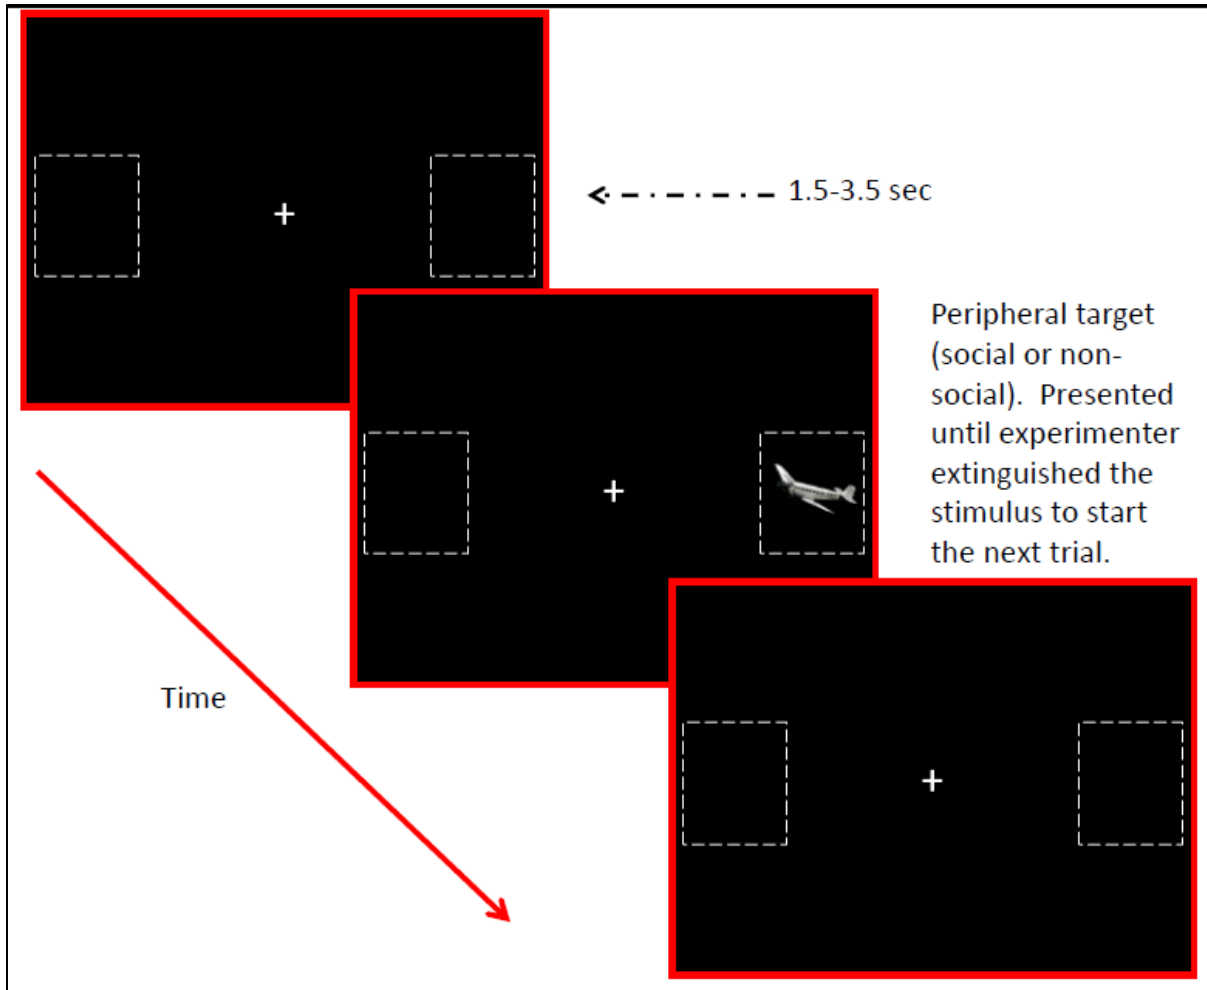 1.5-3.5 sec
Peripheral target
(social or non-
social).  Presented
until experimenter
extinguished the
stimulus to start
the next trial.
Time